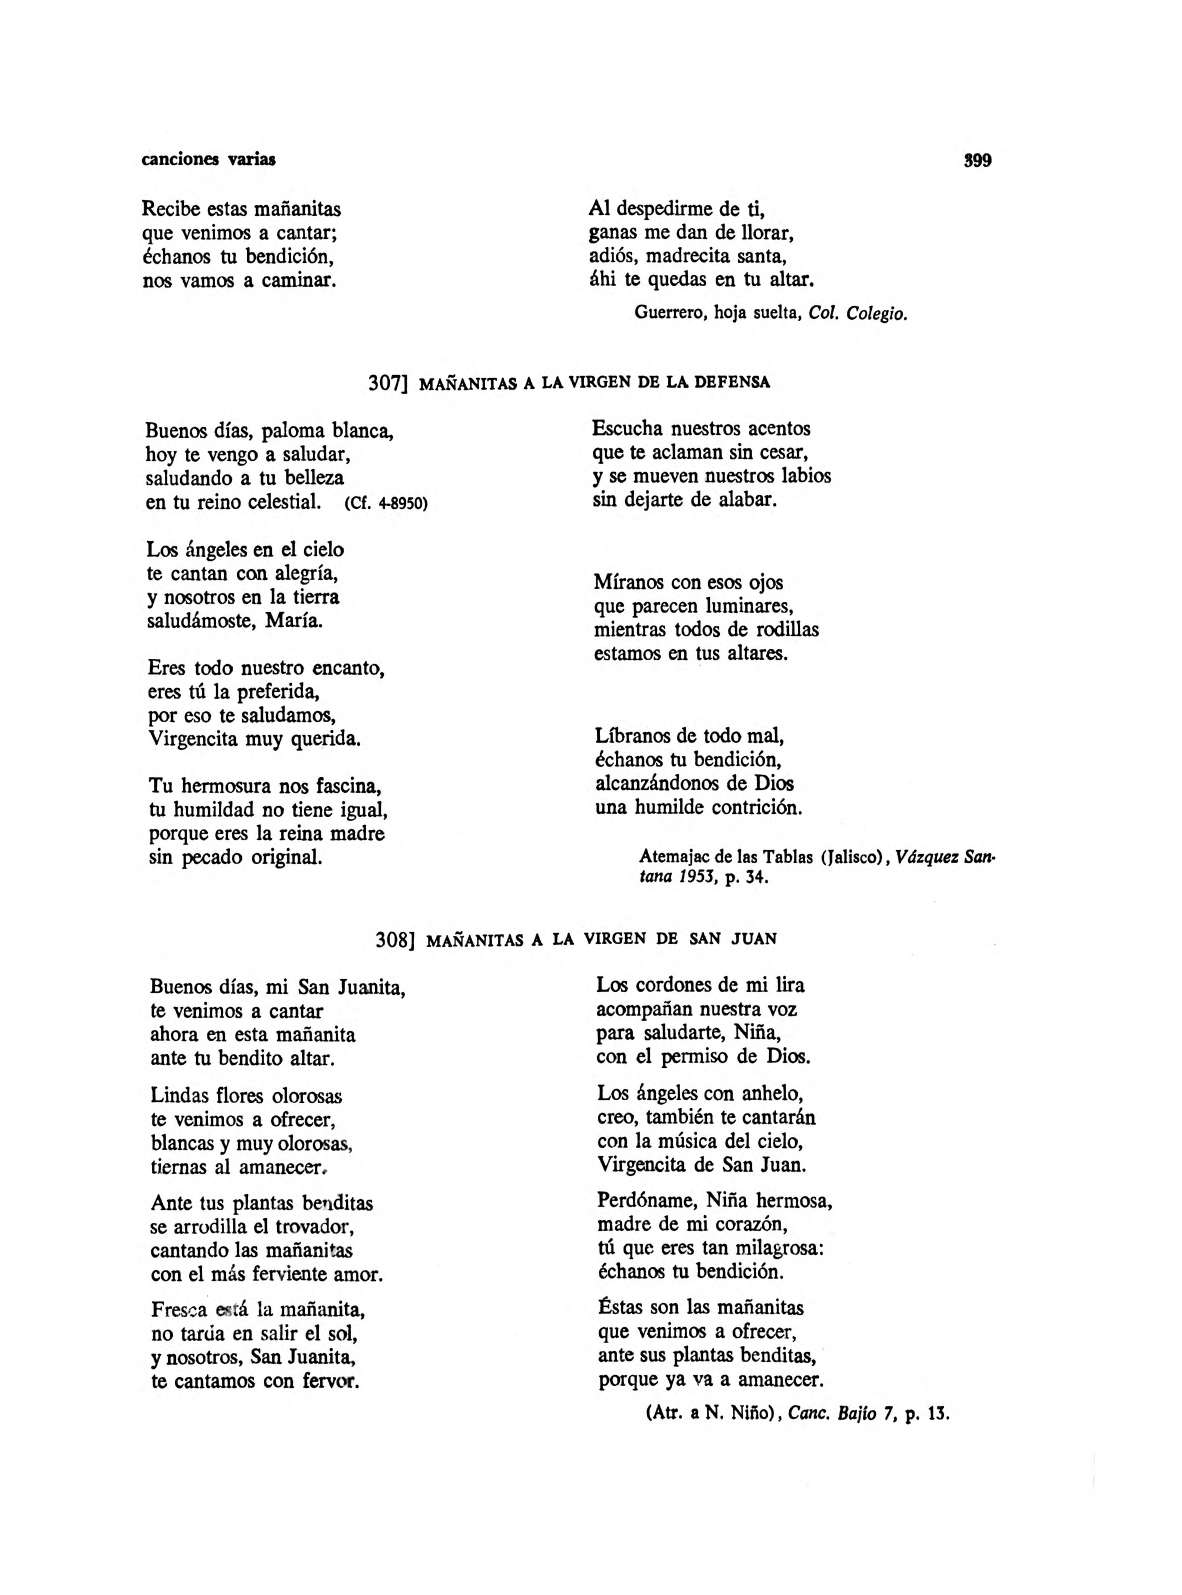 canciones varias 399
Recibe estas mañanitas
que venimos a cantar;
échanos tu bendición,
nos vamos a caminar.
Al despedirme de ti,
ganas me dan de llorar,
adiós, madrecita santa,
áhi te quedas en tu altar.
Guerrero, hoja suelta, Col. Colegio.
307] MAÑANITAS A LA VIRGEN DE LA DEFENSA
Buenos días, paloma blanca,
hoy te vengo a saludar,
saludando a tu belleza
en tu reino celestial. (Cf. 4-8950)
Los ángeles en el cielo
te cantan con alegría,
y nosotros en la tierra
saludámoste, María.
Eres todo nuestro encanto,
eres tú la preferida,
por eso te saludamos,
Virgencita muy querida.
Tu hermosura nos fascina,
tu humildad no tiene igual,
porque eres la reina madre
sin pecado original.
Escucha nuestros acentos
que te aclaman sin cesar,
y se mueven nuestros labios
sin dejarte de alabar.
Míranos con esos ojos
que parecen luminares,
mientras todos de rodillas
estamos en tus altares.
Líbranos de todo mal,
échanos tu bendición,
alcanzándonos de Dios
una humilde contrición.
Atemajac de las Tablas (Jalisco), Vázquez San-
tana 1953, p. 34.
308] MAÑANITAS A LA VIRGEN DE SAN JUAN
Buenos días, mi San Juanita,
te venimos a cantar
ahora en esta mañanita
ante tu bendito altar.
Lindas flores olorosas
te venimos a ofrecer,
blancas y muy olorosas,
tiernas al amanecer.
Ante tus plantas benditas
se arrodilla el trovador,
cantando las mañanitas
con el más ferviente amor.
Fresca está la mañanita,
no tarda en salir el sol,
y nosotros, San Juanita,
te cantamos con fervor.
Los cordones de mi lira
acompañan nuestra voz
para saludarte, Niña,
con el permiso de Dios.
Los ángeles con anhelo,
creo, también te cantarán
con la música del cielo,
Virgencita de San Juan.
Perdóname, Niña hermosa,
madre de mi corazón,
tú que eres tan milagrosa:
échanos tu bendición.
Éstas son las mañanitas
que venimos a ofrecer,
ante sus plantas benditas,
porque ya va a amanecer.
(Atr. a N. Niño), Canc. Bajío 7, p. 13.